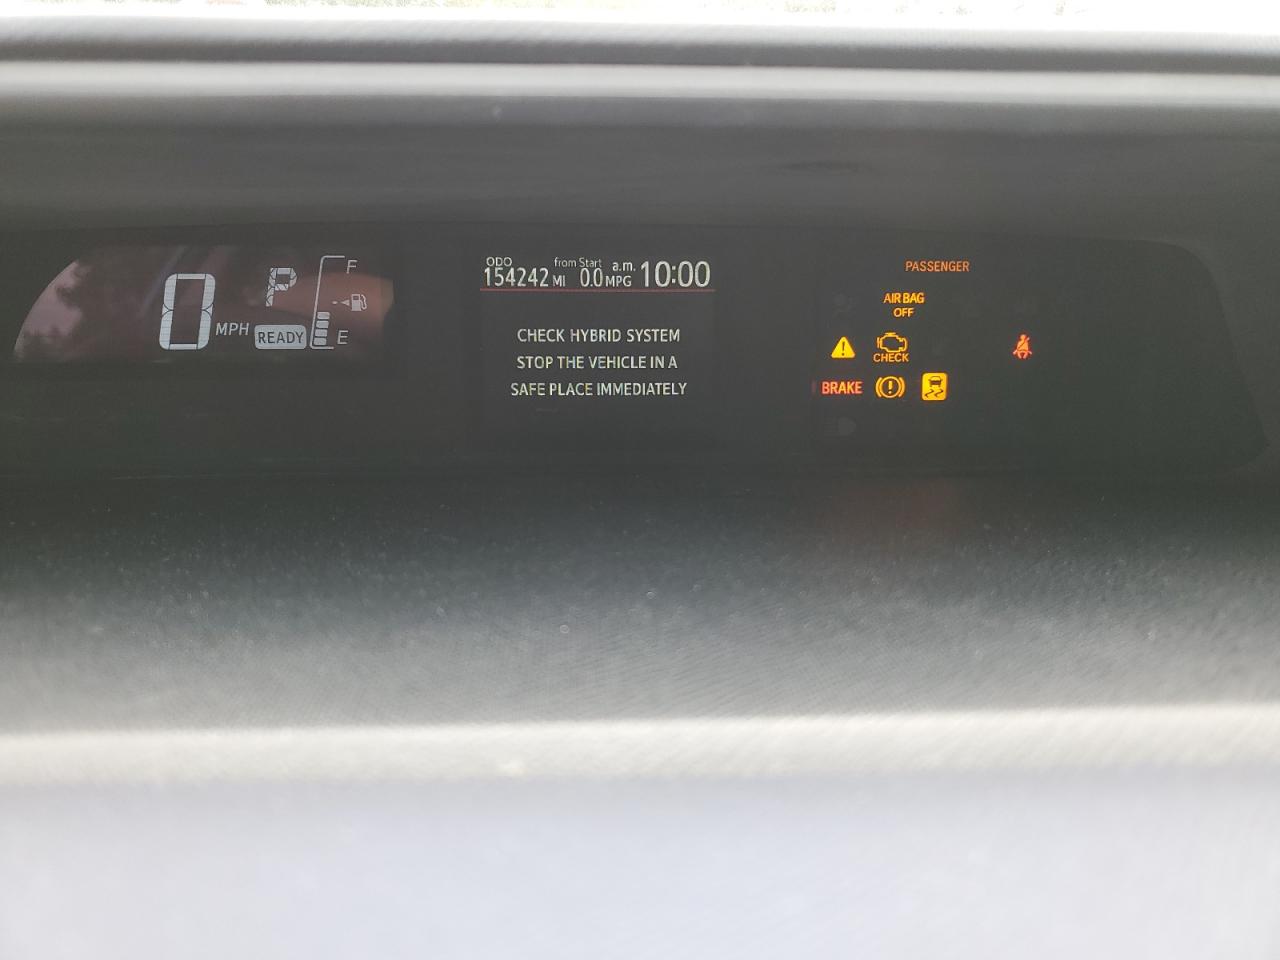 0 MPH
P
READY
F
E
ODO from Start a.m.
154242 MI 0.0 MPG 10:00
CHECK HYBRID SYSTEM
STOP THE VEHICLE IN A
SAFE PLACE IMMEDIATELY
PASSENGER
AIR BAG
OFF
CHECK
BRAKE